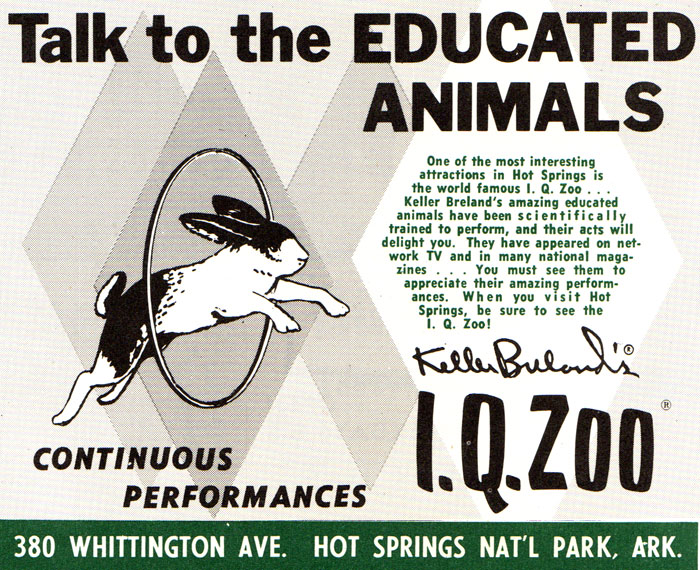 Talk to the EDUCATED
ANIMALS
One of the most interesting
attractions in Hot Springs is
the world famous I. Q. Zoo . . .
Keller Breland's amazing educated
animals have been scientifically
trained to perform, and their acts will
delight you. They have appeared on net-
work TV and in many national maga-
zines . . . . You must see them to
appreciate their amazing perform-
ances. When you visit Hot
Springs, be sure to see the
I. Q. Zoo!
Keller Breland's ®
I.Q. ZOO ®
CONTINUOUS
PERFORMANCES
380 WHITTINGTON AVE. HOT SPRINGS NAT'L PARK, ARK.